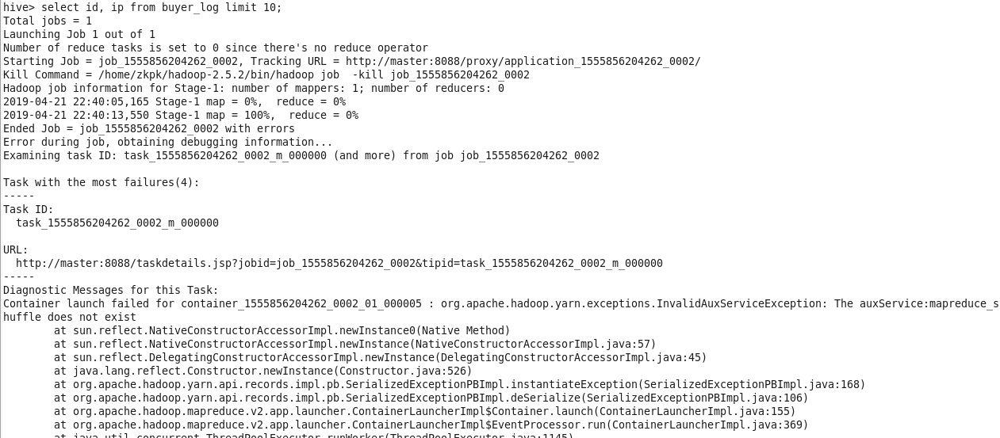 hive> select id, ip from buyer_log limit 10;
Total jobs = 1
Launching Job 1 out of 1
Number of reduce tasks is set to 0 since there's no reduce operator
Starting Job = job_1555856204262_0002, Tracking URL = http://master:8088/proxy/application_1555856204262_0002/
Kill Command = /home/zkpk/hadoop-2.5.2/bin/hadoop job  -kill job_1555856204262_0002
Hadoop job information for Stage-1: number of mappers: 1; number of reducers: 0
2019-04-21 22:40:05,165 Stage-1 map = 0%,  reduce = 0%
2019-04-21 22:40:13,550 Stage-1 map = 100%,  reduce = 0%
Ended Job = job_1555856204262_0002 with errors
Error during job, obtaining debugging information...
Examining task ID: task_1555856204262_0002_m_000000 (and more) from job job_1555856204262_0002

Task with the most failures(4):
-----
Task ID:
  task_1555856204262_0002_m_000000

URL:
  http://master:8088/taskdetails.jsp?jobid=job_1555856204262_0002&tipid=task_1555856204262_0002_m_000000
-----
Diagnostic Messages for this Task:
Container launch failed for container_1555856204262_0002_01_000005 : org.apache.hadoop.yarn.exceptions.InvalidAuxServiceException: The auxService:mapreduce_s
huffle does not exist
        at sun.reflect.NativeConstructorAccessorImpl.newInstance0(Native Method)
        at sun.reflect.NativeConstructorAccessorImpl.newInstance(NativeConstructorAccessorImpl.java:57)
        at sun.reflect.DelegatingConstructorAccessorImpl.newInstance(DelegatingConstructorAccessorImpl.java:45)
        at java.lang.reflect.Constructor.newInstance(Constructor.java:526)
        at org.apache.hadoop.yarn.api.records.impl.pb.SerializedExceptionPBImpl.instantiateException(SerializedExceptionPBImpl.java:168)
        at org.apache.hadoop.yarn.api.records.impl.pb.SerializedExceptionPBImpl.deSerialize(SerializedExceptionPBImpl.java:106)
        at org.apache.hadoop.mapreduce.v2.app.launcher.ContainerLauncherImpl$Container.launch(ContainerLauncherImpl.java:155)
        at org.apache.hadoop.mapreduce.v2.app.launcher.ContainerLauncherImpl$EventProcessor.run(ContainerLauncherImpl.java:369)
        at java.util.concurrent.ThreadPoolExecutor.runWorker(ThreadPoolExecutor.java:1145)